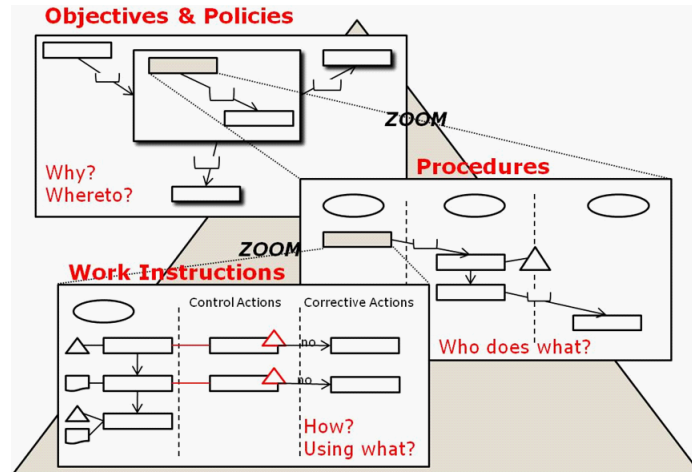 Objectives & Policies
ZOOM
Why?
Whereto?
Procedures
ZOOM
Work Instructions
Control Actions
Corrective Actions
no
Who does what?
no
How?
Using what?